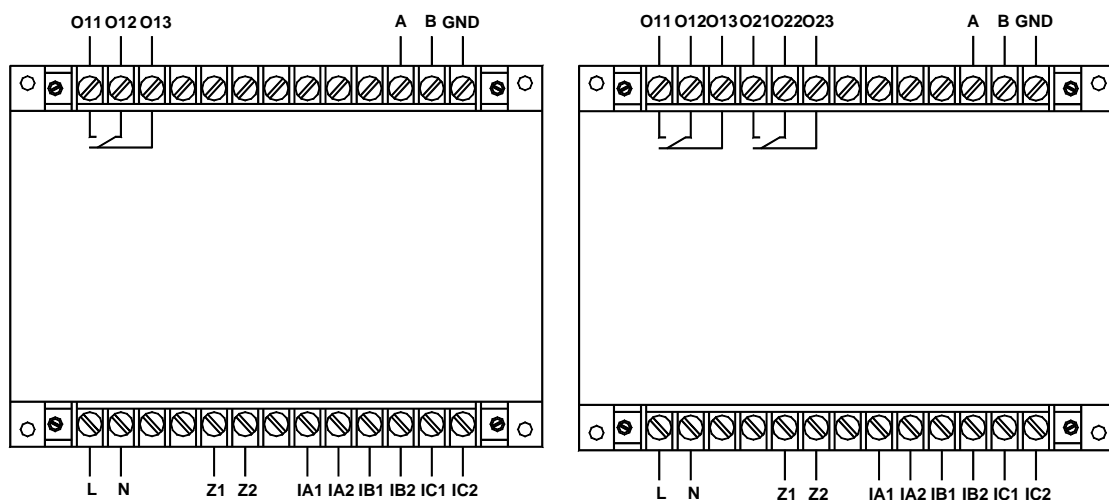 O11 O12 O13 A B GND
O11 O12 O13 O21 O22 O23 A B GND
L N Z1 Z2 IA1 IA2 IB1 IB2 IC1 IC2
L N Z1 Z2 IA1 IA2 IB1 IB2 IC1 IC2